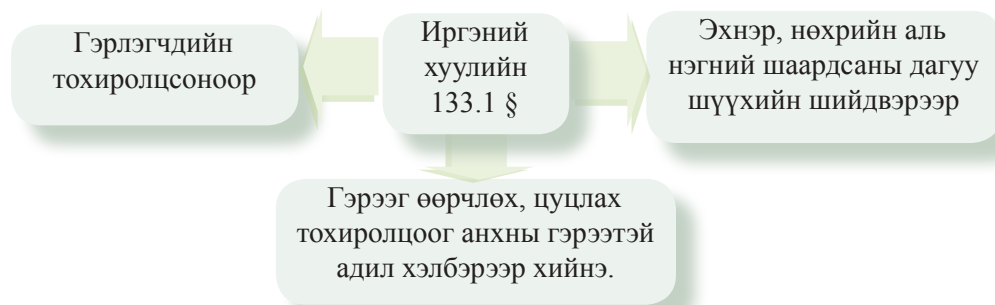 Гэрлэгчдийн
тохиролцсоноор
Иргэний
хуулийн
133.1 §
Эхнэр, нөхрийн аль
нэгний шаардсаны дагуу
шүүхийн шийдвэрээр
Гэрээг өөрчлөх, цуцлах
тохиролцоог анхны гэрээтэй
адил хэлбэрээр хийнэ.